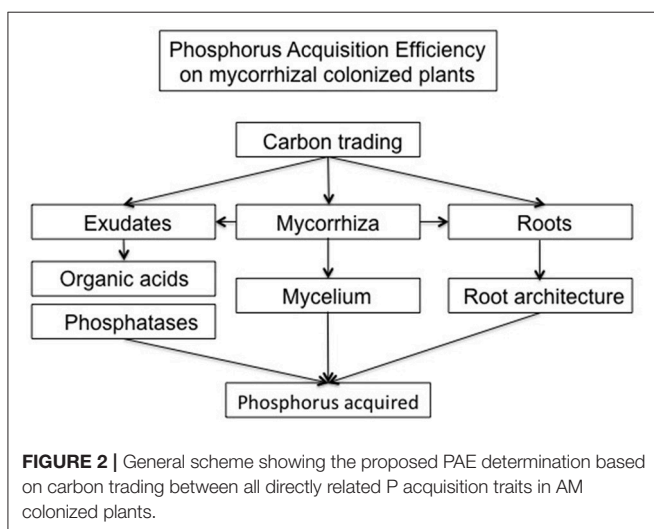 Phosphorus Acquisition Efficiency
on mycorrhizal colonized plants
Carbon trading
Exudates
Mycorrhiza
Roots
Organic acids
Mycelium
Root architecture
Phosphatases
Phosphorus acquired
FIGURE 2 | General scheme showing the proposed PAE determination based
on carbon trading between all directly related P acquisition traits in AM
colonized plants.